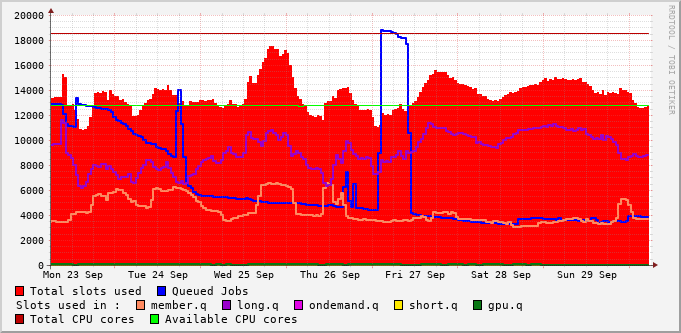 20000
18000
16000
14000
12000
10000
8000
6000
4000
2000
0
Mon 23 Sep Tue 24 Sep Wed 25 Sep Thu 26 Sep Fri 27 Sep Sat 28 Sep Sun 29 Sep
RRDTOOL / TOBI OETIKER
Total slots used Queued Jobs
Slots used in : member.q long.q ondemand.q short.q gpu.q
Total CPU cores Available CPU cores